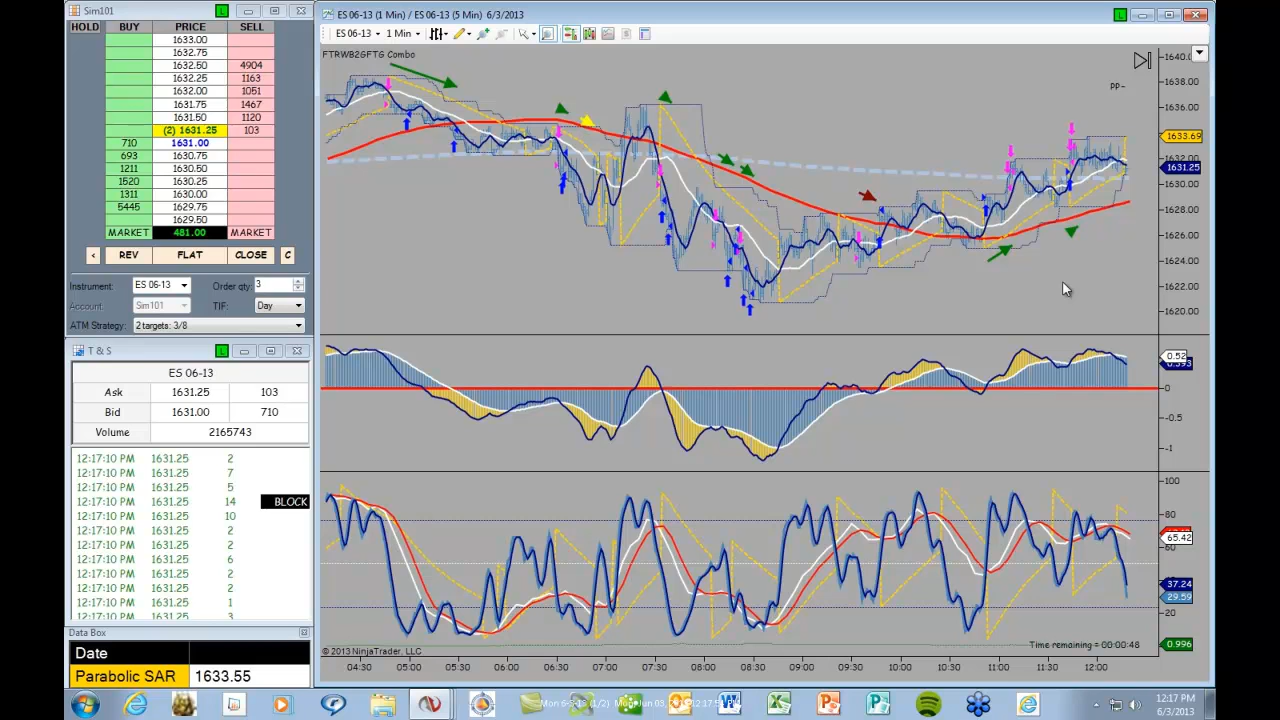 Sim101
HOLD BUY PRICE SELL
1633.00
1632.75
1632.50 4904
1632.25 1163
1632.00 1051
1631.75 1467
1631.50 1120
(2) 1631.25 103
710 1631.00
693 1630.75
1211 1630.50
1520 1630.25
1311 1630.00
5445 1629.75
1629.50
MARKET 481.00 MARKET
< REV FLAT CLOSE C
Instrument: ES 06-13 Order qty: 3
Account: Sim101 TIF: Day
ATM Strategy: 2 targets: 3/8
T & S
ES 06-13
Ask 1631.25 103
Bid 1631.00 710
Volume 2165743
12:17:10 PM 1631.25 2
12:17:10 PM 1631.25 7
12:17:10 PM 1631.25 5
12:17:10 PM 1631.25 14 BLOCK
12:17:10 PM 1631.25 10
12:17:10 PM 1631.25 2
12:17:10 PM 1631.25 2
12:17:10 PM 1631.25 6
12:17:10 PM 1631.25 2
12:17:10 PM 1631.25 2
12:17:10 PM 1631.25 1
12:17:10 PM 1631.25 3
Data Box
Date
Parabolic SAR 1633.55
ES 06-13 (1 Min) / ES 06-13 (5 Min) 6/3/2013
ES 06-13 1 Min
FTRWB2GFTG Combo
PP-
1640.00
1638.00
1636.00
1633.69
1632.00
1631.25
1630.00
1628.00
1626.00
1624.00
1622.00
1620.00
0.52
0
-0.5
-1
100
80
65.42
60
37.24
29.59
20
0.996
Time remaining = 00:00:48
© 2013 NinjaTrader, LLC
04:30 05:00 05:30 06:00 06:30 07:00 07:30 08:00 08:30 09:00 09:30 10:00 10:30 11:00 11:30 12:00
12:17 PM
6/3/2013